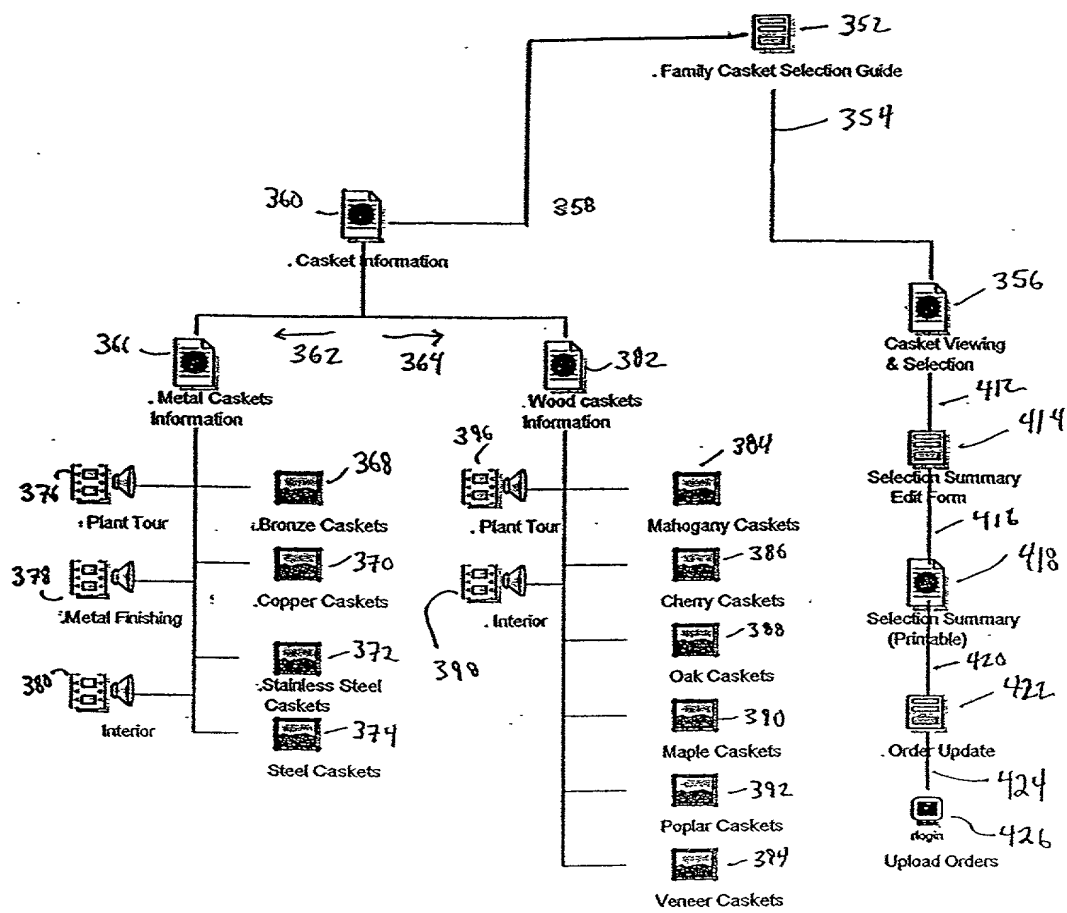 352
. Family Casket Selection Guide
354
360
358
. Casket Information
356
366
362
364
382
Casket Viewing
& Selection
. Metal Caskets
Information
. Wood caskets
Information
412
414
Selection Summary
Edit Form
376
368
396
384
Plant Tour
Bronze Caskets
. Plant Tour
Mahogany Caskets
416
378
370
386
418
Metal Finishing
. Copper Caskets
. Interior
Cherry Caskets
Selection Summary
(Printable)
380
372
398
388
420
. Stainless Steel
Caskets
Oak Caskets
422
Interior
374
390
Steel Caskets
Maple Caskets
. Order Update
424
392
rlogin
426
Poplar Caskets
Upload Orders
394
Veneer Caskets